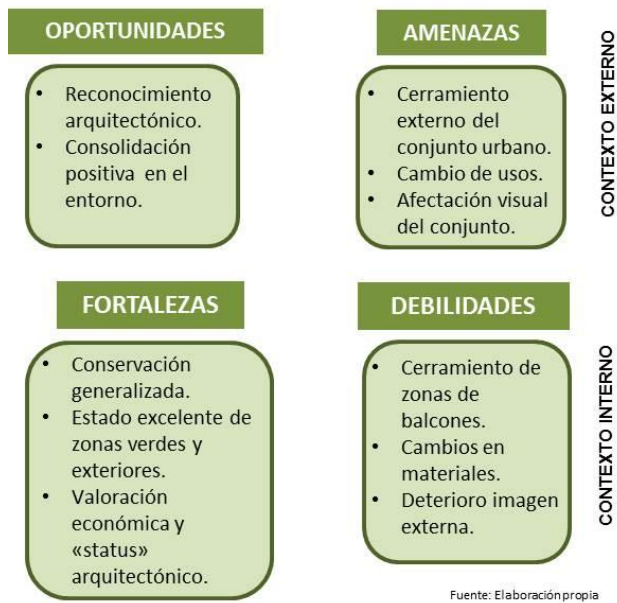 OPORTUNIDADES
• Reconocimiento
arquitectónico.
• Consolidación
positiva en el
entorno.
AMENAZAS
• Cerramiento
externo del
conjunto urbano.
• Cambio de usos.
• Afectación visual
del conjunto.
CONTEXTO EXTERNO
FORTALEZAS
• Conservación
generalizada.
• Estado excelente de
zonas verdes y
exteriores.
• Valoración
económica y
«status»
arquitectónico.
DEBILIDADES
• Cerramiento de
zonas de
balcones.
• Cambios en
materiales.
• Deterioro imagen
externa.
CONTEXTO INTERNO
Fuente: Elaboración propia